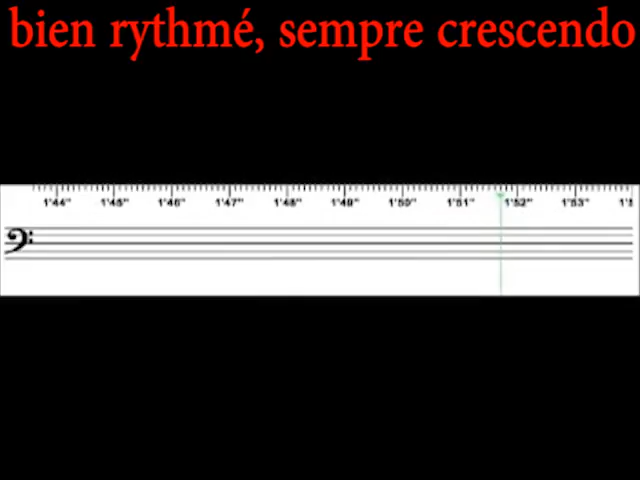 bien rythmé, sempre crescendo
1'44" 1'45" 1'46" 1'47" 1'48" 1'49" 1'50" 1'51" 1'52" 1'53"